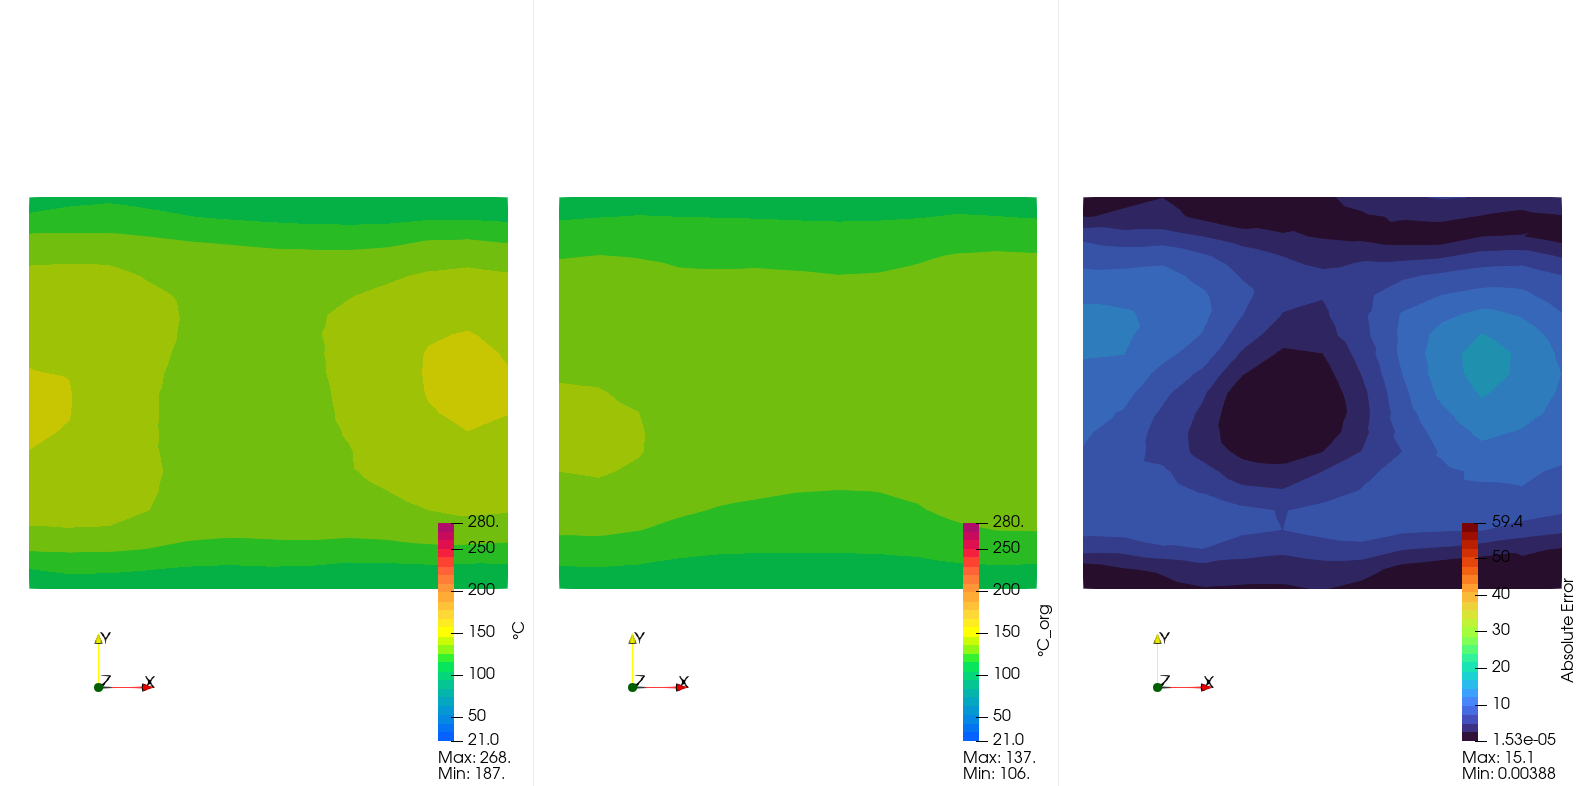 280.
250
200
150
100
50
21.0
°C
Max: 268.
Min: 187.
Y
Z
X
280.
250
200
150
100
50
21.0
°C_org
Max: 137.
Min: 106.
Y
Z
X
59.4
50
40
30
20
10
1.53e-05
Absolute Error
Max: 15.1
Min: 0.00388
Y
Z
X